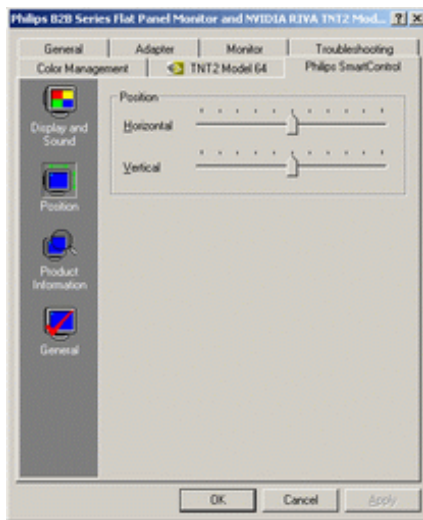 Philips B2B Series Flat Panel Monitor and NVIDIA RIVA TNT2 Mod...
General Adapter Monitor Troubleshooting
Color Management TNT2 Model 64 Philips SmartControl
Display and
Sound
Position
Product
Information
General
Position
Horizontal
Vertical
OK Cancel Apply